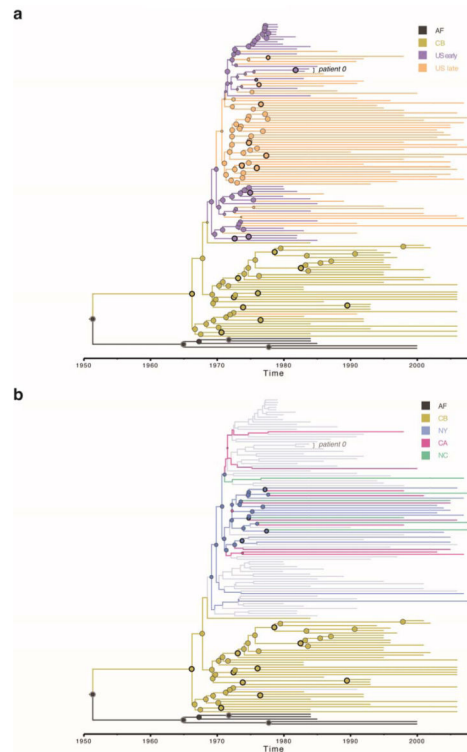 a
AF
CB
US early
US late
patient 0
1950
1960
1970
1980
1990
2000
Time
b
AF
CB
NY
CA
NC
patient 0
1950
1960
1970
1980
1990
2000
Time